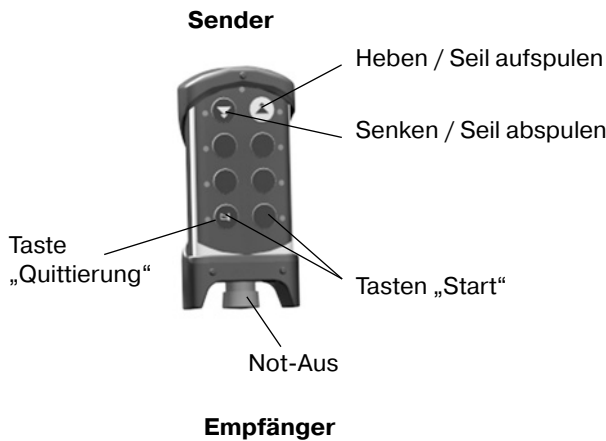 Sender
Heben / Seil aufspulen
Senken / Seil abspulen
Taste
„Quittierung“
Tasten „Start“
Not-Aus
Empfänger